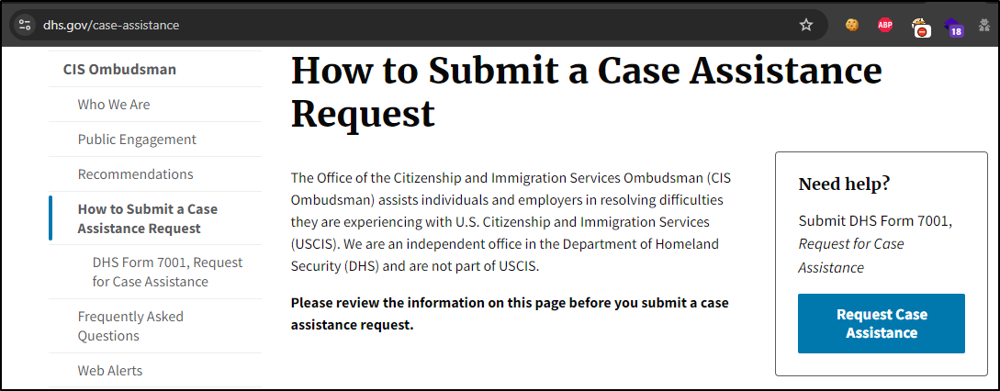 dhs.gov/case-assistance
ABP
18
CIS Ombudsman
Who We Are
Public Engagement
Recommendations
How to Submit a Case
Assistance Request
DHS Form 7001, Request
for Case Assistance
Frequently Asked
Questions
Web Alerts
How to Submit a Case Assistance
Request
The Office of the Citizenship and Immigration Services Ombudsman (CIS
Ombudsman) assists individuals and employers in resolving difficulties
they are experiencing with U.S. Citizenship and Immigration Services
(USCIS). We are an independent office in the Department of Homeland
Security (DHS) and are not part of USCIS.
Please review the information on this page before you submit a case
assistance request.
Need help?
Submit DHS Form 7001,
Request for Case
Assistance
Request Case
Assistance